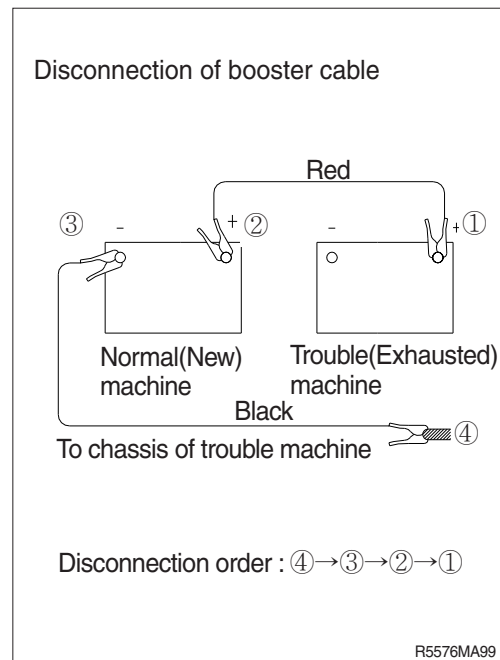 Disconnection of booster cable
Red
③ - + ② - + ①
Normal(New)
machine
Trouble(Exhausted)
machine
Black
To chassis of trouble machine ④
Disconnection order : ④→③→②→①
R5576MA99